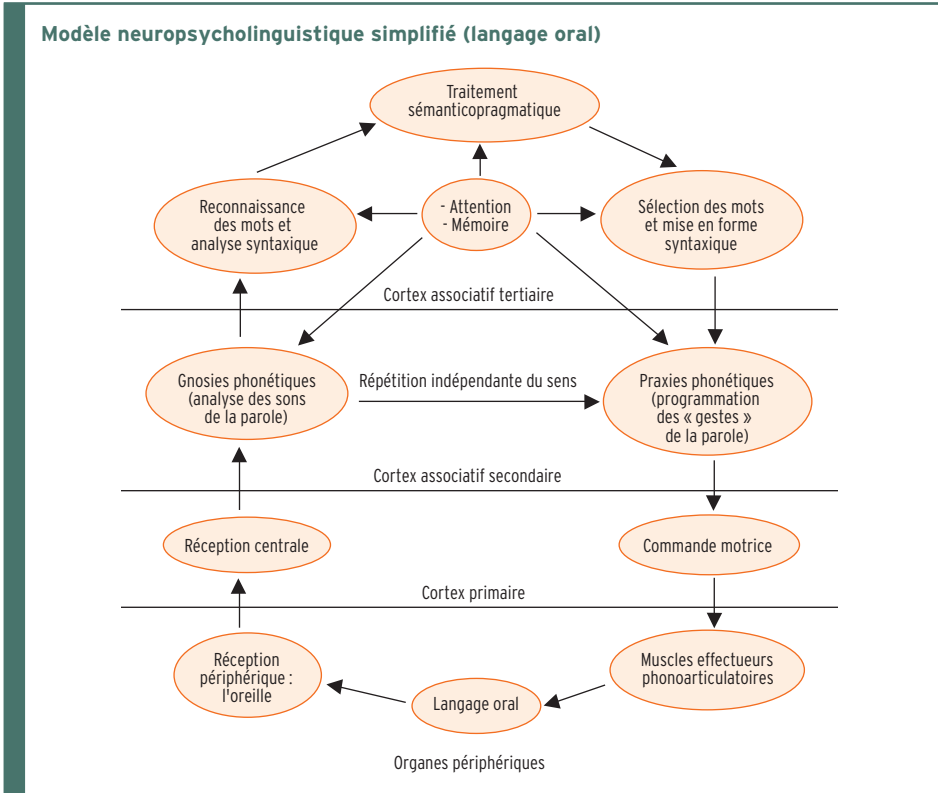 Modèle neuropsycholinguistique simplifié (langage oral)
Traitement
sémanticopragmatique
Reconnaissance
des mots et
analyse syntaxique
- Attention
- Mémoire
Sélection des mots
et mise en forme
syntaxique
Cortex associatif tertiaire
Gnosies phonétiques
(analyse des sons
de la parole)
Répétition indépendante du sens
Praxies phonétiques
(programmation
des « gestes »
de la parole)
Cortex associatif secondaire
Réception centrale
Commande motrice
Cortex primaire
Réception
périphérique :
l'oreille
Langage oral
Muscles effectueurs
phonoarticulatoires
Organes périphériques